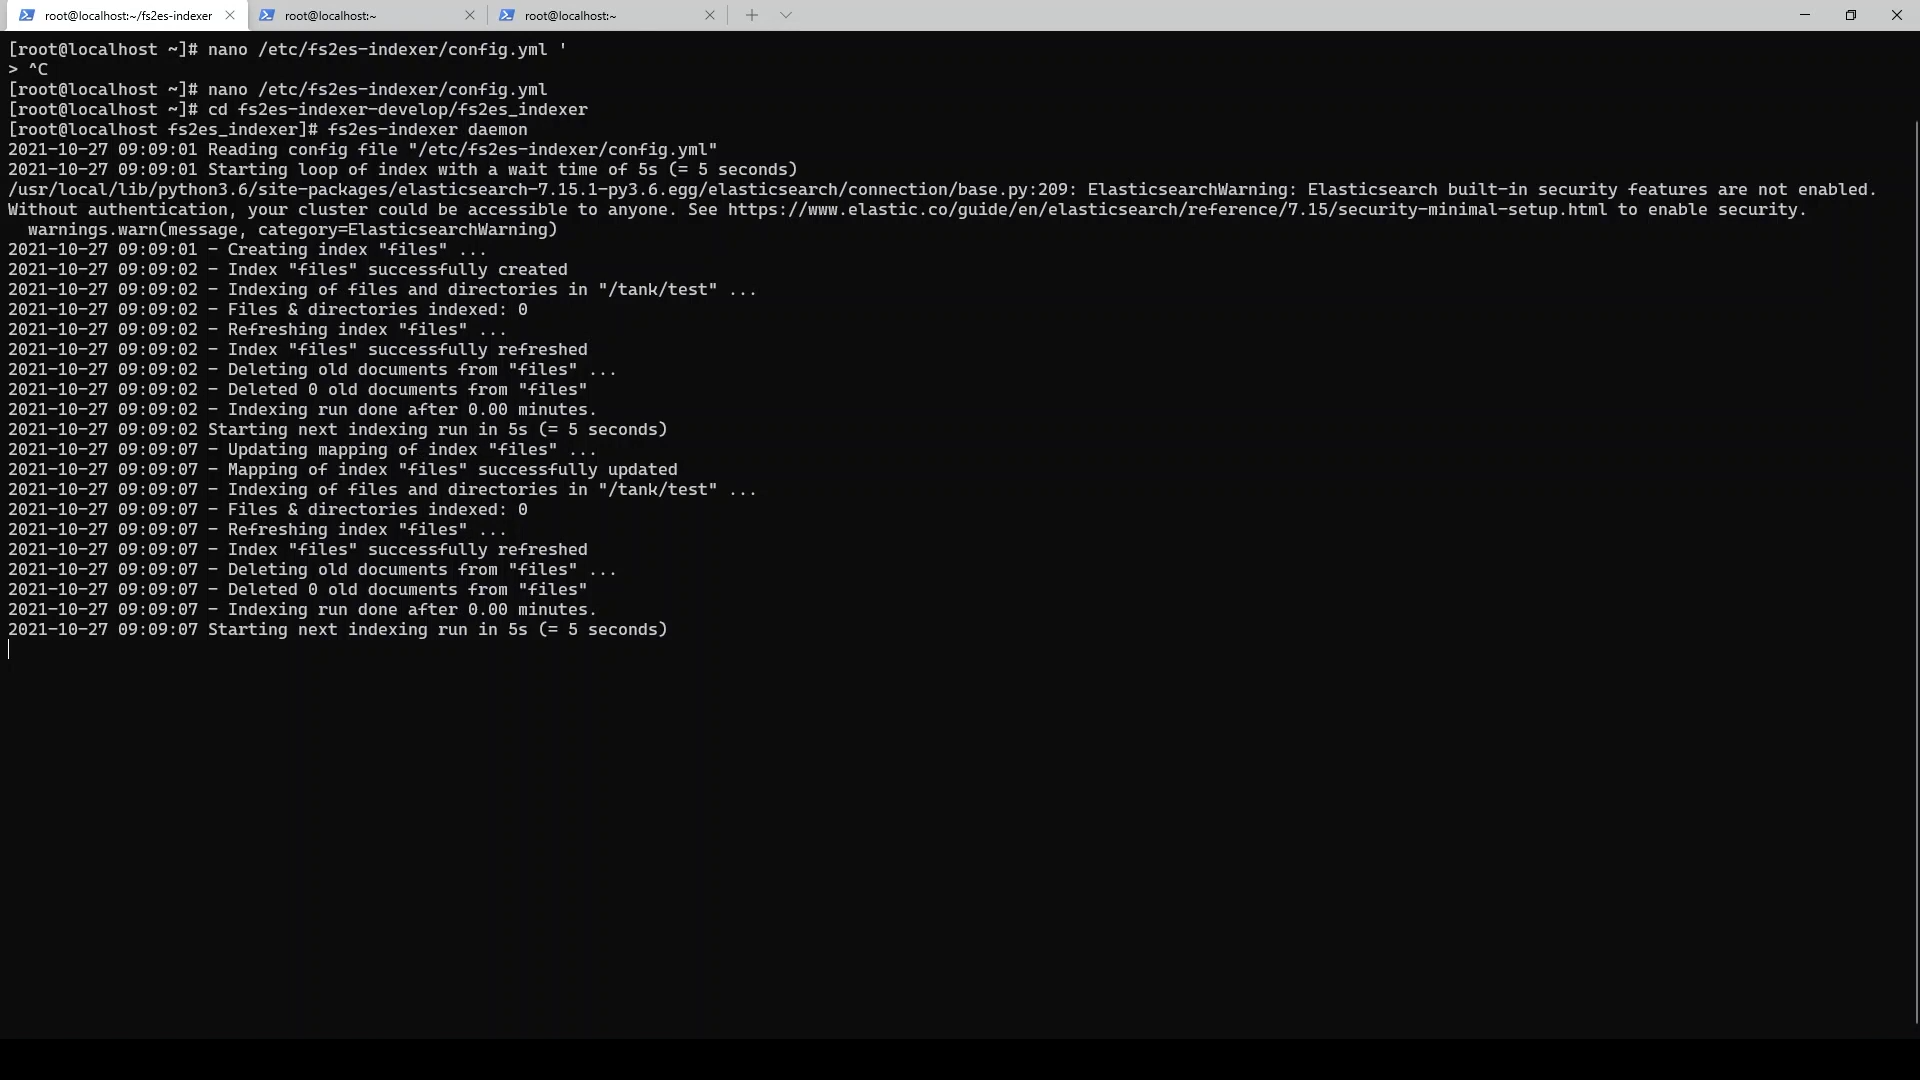 root@localhost:~/fs2es-indexer root@localhost:~ root@localhost:~
[root@localhost ~]# nano /etc/fs2es-indexer/config.yml '
> ^C
[root@localhost ~]# nano /etc/fs2es-indexer/config.yml
[root@localhost ~]# cd fs2es-indexer-develop/fs2es_indexer
[root@localhost fs2es_indexer]# fs2es-indexer daemon
2021-10-27 09:09:01 Reading config file "/etc/fs2es-indexer/config.yml"
2021-10-27 09:09:01 Starting loop of index with a wait time of 5s (= 5 seconds)
/usr/local/lib/python3.6/site-packages/elasticsearch-7.15.1-py3.6.egg/elasticsearch/connection/base.py:209: ElasticsearchWarning: Elasticsearch built-in security features are not enabled.
Without authentication, your cluster could be accessible to anyone. See https://www.elastic.co/guide/en/elasticsearch/reference/7.15/security-minimal-setup.html to enable security.
  warnings.warn(message, category=ElasticsearchWarning)
2021-10-27 09:09:01 - Creating index "files" ...
2021-10-27 09:09:02 - Index "files" successfully created
2021-10-27 09:09:02 - Indexing of files and directories in "/tank/test" ...
2021-10-27 09:09:02 - Files & directories indexed: 0
2021-10-27 09:09:02 - Refreshing index "files" ...
2021-10-27 09:09:02 - Index "files" successfully refreshed
2021-10-27 09:09:02 - Deleting old documents from "files" ...
2021-10-27 09:09:02 - Deleted 0 old documents from "files"
2021-10-27 09:09:02 - Indexing run done after 0.00 minutes.
2021-10-27 09:09:02 Starting next indexing run in 5s (= 5 seconds)
2021-10-27 09:09:07 - Updating mapping of index "files" ...
2021-10-27 09:09:07 - Mapping of index "files" successfully updated
2021-10-27 09:09:07 - Indexing of files and directories in "/tank/test" ...
2021-10-27 09:09:07 - Files & directories indexed: 0
2021-10-27 09:09:07 - Refreshing index "files" ...
2021-10-27 09:09:07 - Index "files" successfully refreshed
2021-10-27 09:09:07 - Deleting old documents from "files" ...
2021-10-27 09:09:07 - Deleted 0 old documents from "files"
2021-10-27 09:09:07 - Indexing run done after 0.00 minutes.
2021-10-27 09:09:07 Starting next indexing run in 5s (= 5 seconds)